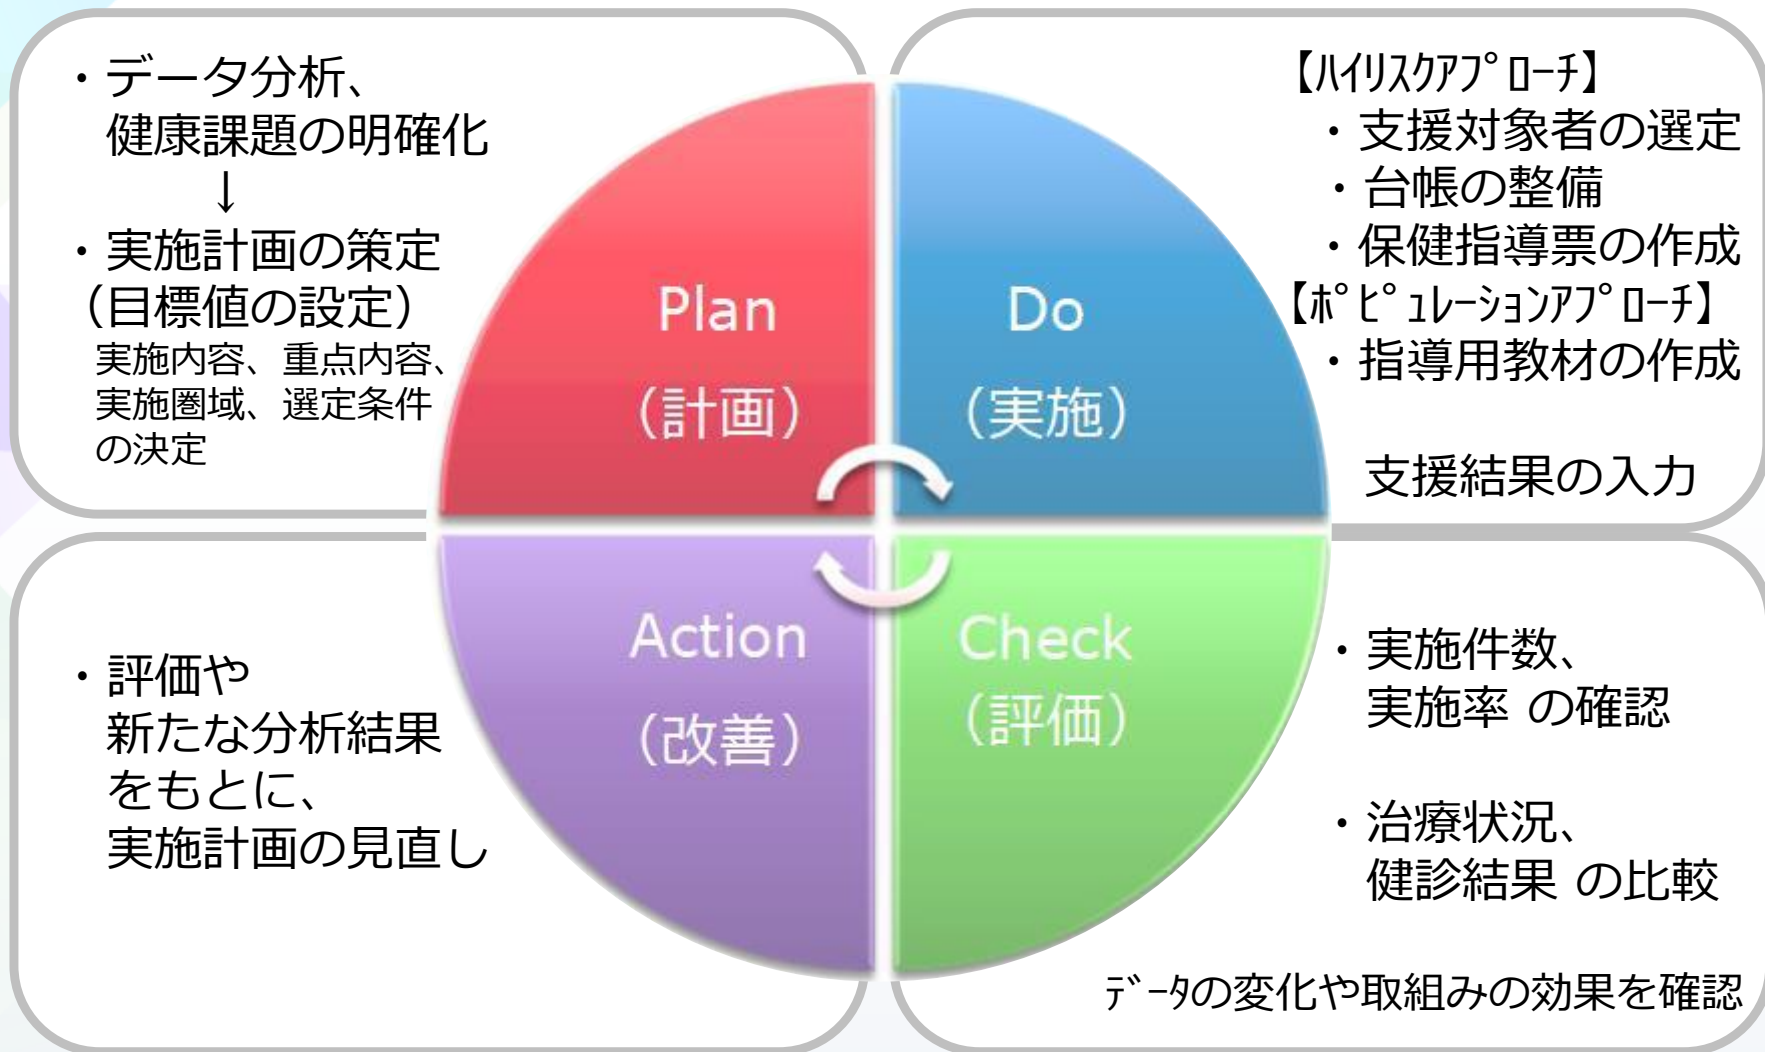 ・データ分析、
健康課題の明確化
↓
・実施計画の策定
（目標値の設定）
実施内容、重点内容、
実施圏域、選定条件
の決定
Plan
（計画）
Do
（実施）
【ﾊｲﾘｽｸｱﾌﾟﾛｰﾁ】
・支援対象者の選定
・台帳の整備
・保健指導票の作成
【ﾎﾟﾋﾟｭﾚｰｼｮﾝｱﾌﾟﾛｰﾁ】
・指導用教材の作成
支援結果の入力
・評価や
新たな分析結果
をもとに、
実施計画の見直し
Action
（改善）
Check
（評価）
・実施件数、
実施率 の確認
・治療状況、
健診結果 の比較
ﾃﾞｰﾀの変化や取組みの効果を確認